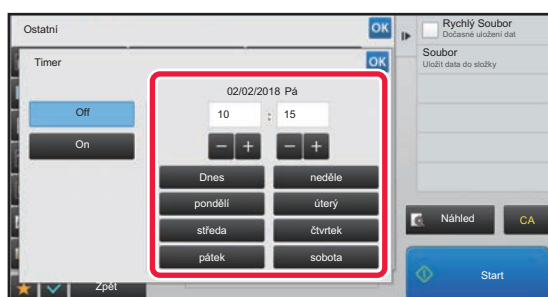 Ostatní
OK
Rychlý Soubor
Dočasné uložení dat
Soubor
Uložit data do složky
Timer
OK
02/02/2018 Pá
Off
10 : 15
On
− + − +
Dnes neděle
pondělí úterý
středa čtvrtek
pátek sobota
Náhled
CA
Zpět
Start